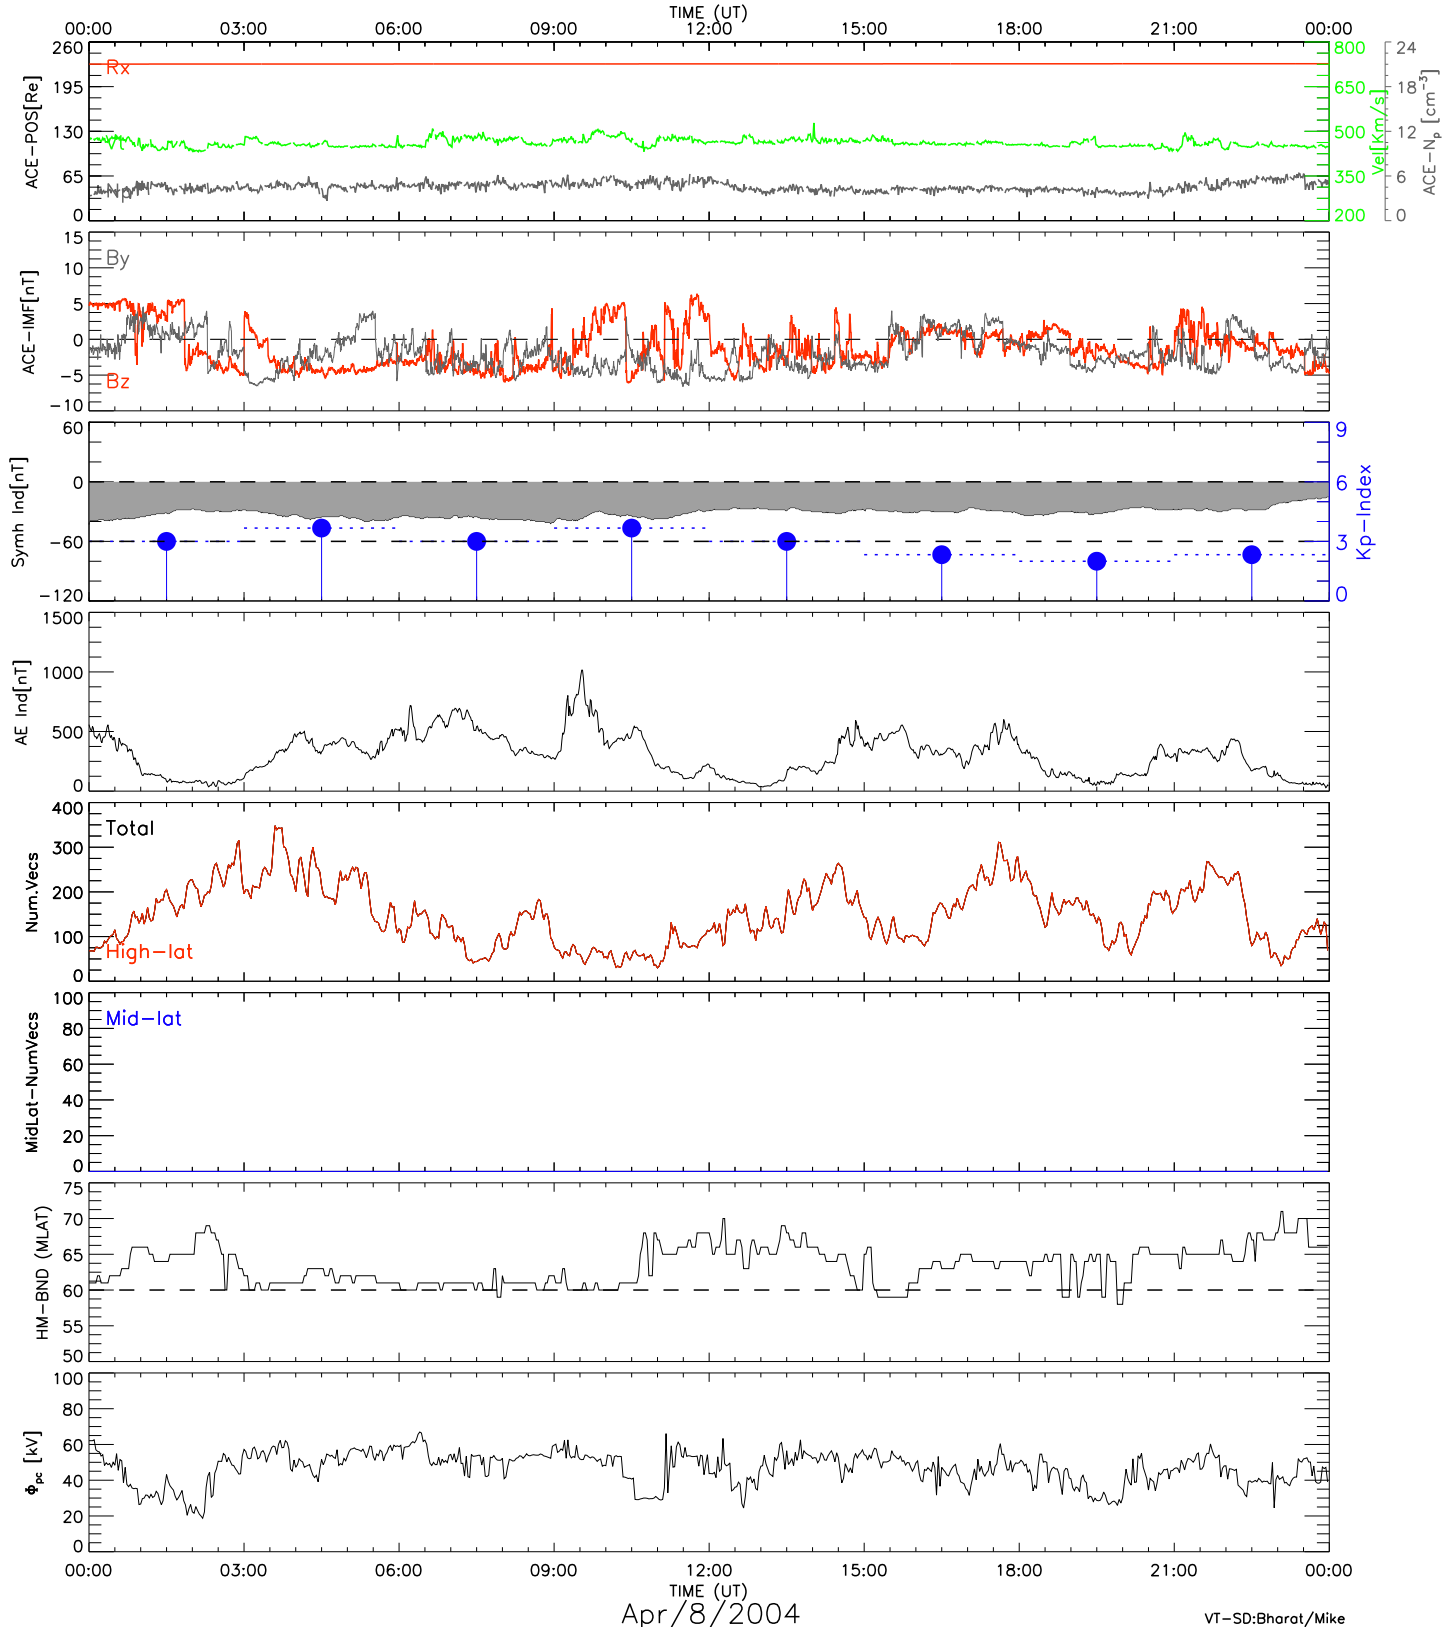 TIME (UT)
00:00 03:00 06:00 09:00 12:00 15:00 18:00 21:00 00:00
260 195 130 65 0
ACE-POS[Re]
Rx
800 650 500 350 200
Vel[Km/s]
24 18 12 6 0
ACE-Np [cm-3]
15 10 5 0 -5 -10
ACE-IMF[nT]
By
Bz
60 0 -60 -120
Symh Ind[nT]
9 6 3 0
Kp-Index
1500 1000 500 0
AE Ind[nT]
400 300 200 100 0
Num.Vecs
Total
High-lat
100 80 60 40 20 0
MidLat-NumVecs
Mid-lat
75 70 65 60 55 50
HM-BND (MLAT)
100 80 60 40 20 0
Φpc [kV]
00:00 03:00 06:00 09:00 12:00 15:00 18:00 21:00 00:00
TIME (UT)
Apr/8/2004
VT-SD:Bharat/Mike